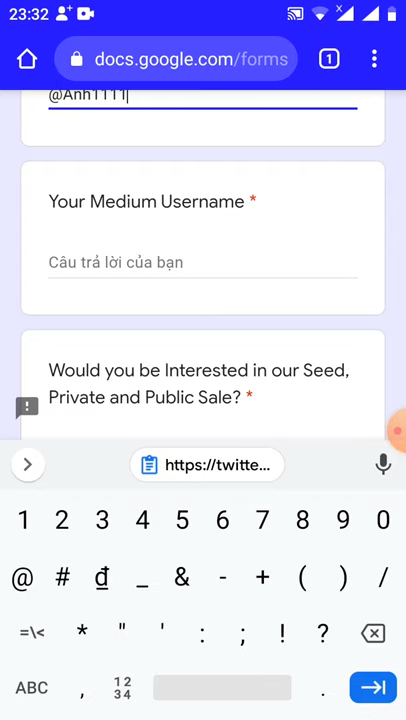 23:32
docs.google.com/forms
1
@Anh1111
Your Medium Username *
Câu trả lời của bạn
Would you be Interested in our Seed,
Private and Public Sale? *
https://twitte...
1 2 3 4 5 6 7 8 9 0
@ # ₫ _ & - + ( ) /
=\< * " ' : ; ! ?
ABC , 12 34 .